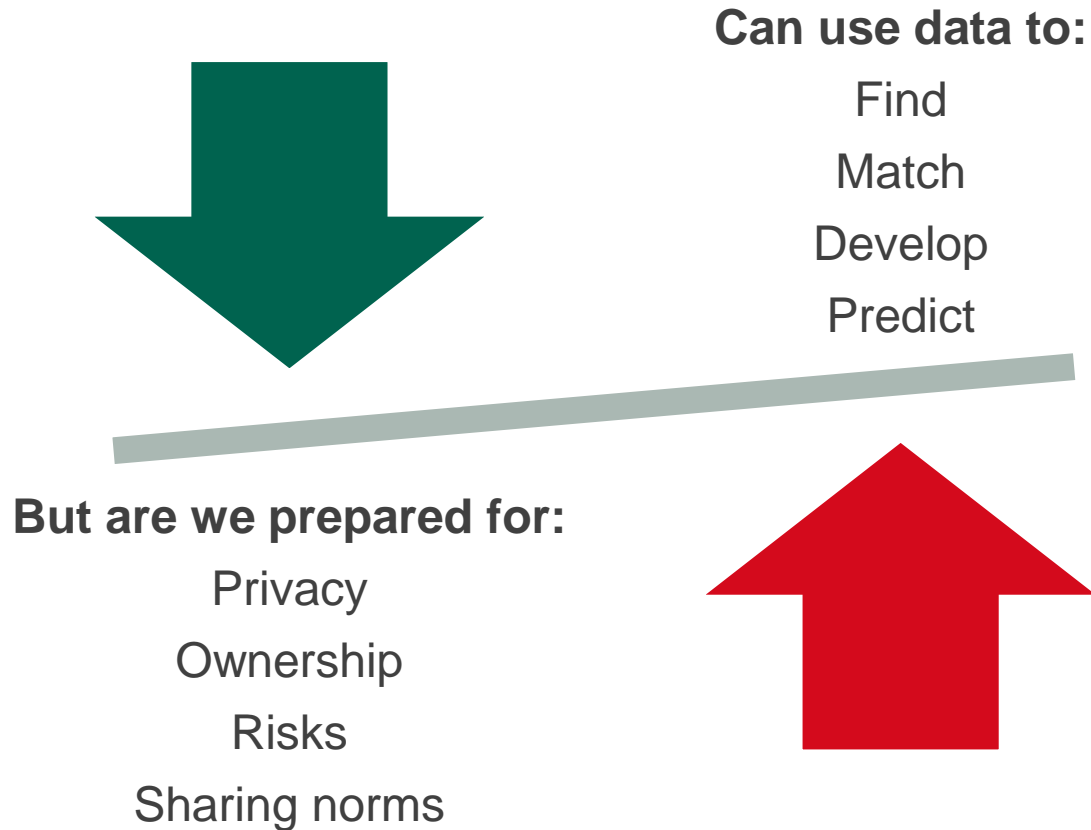 Can use data to:
Find
Match
Develop
Predict
But are we prepared for:
Privacy
Ownership
Risks
Sharing norms